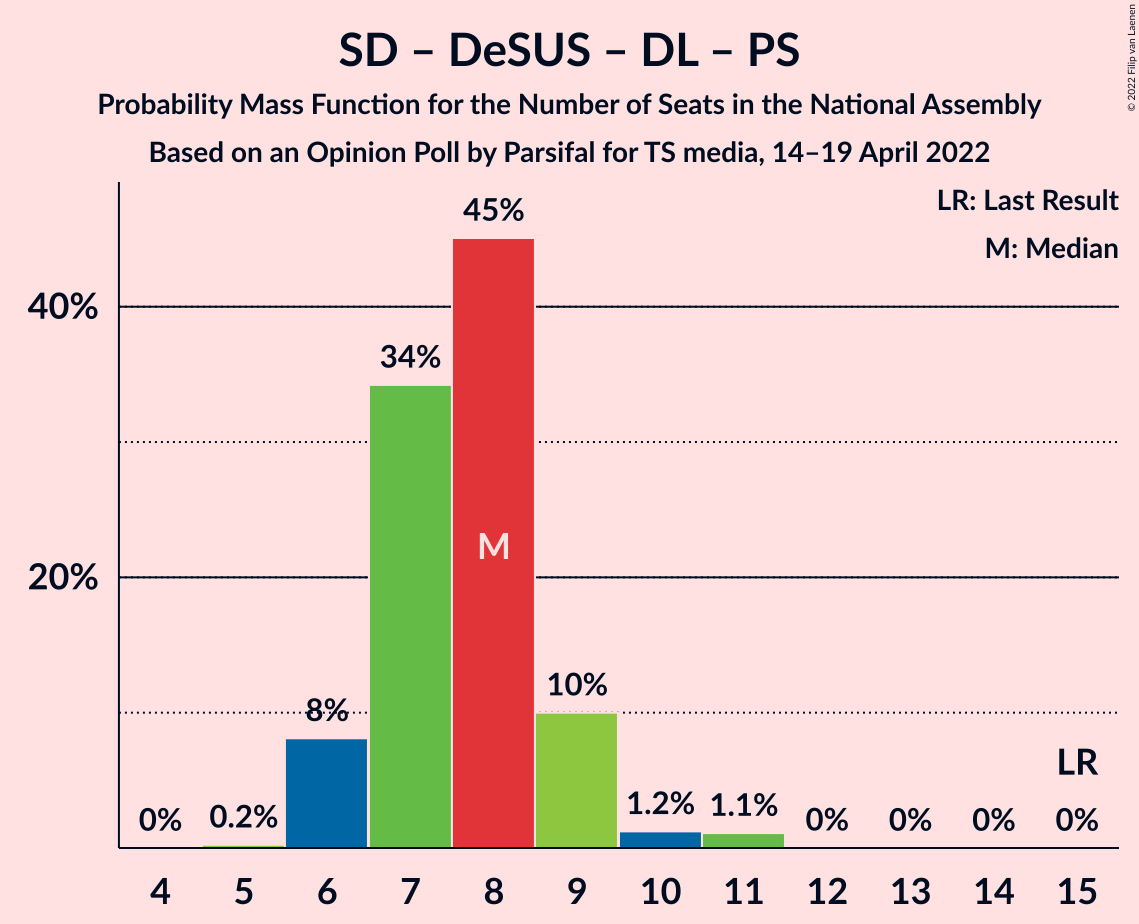 SD – DeSUS – DL – PS
Probability Mass Function for the Number of Seats in the National Assembly
Based on an Opinion Poll by Parsifal for TS media, 14–19 April 2022
© 2022 Filip van Laenen
LR: Last Result
M: Median
45%
40%
34%
M
20%
10%
8%
LR
0% 0.2% 1.2% 1.1% 0% 0% 0% 0%
4 5 6 7 8 9 10 11 12 13 14 15